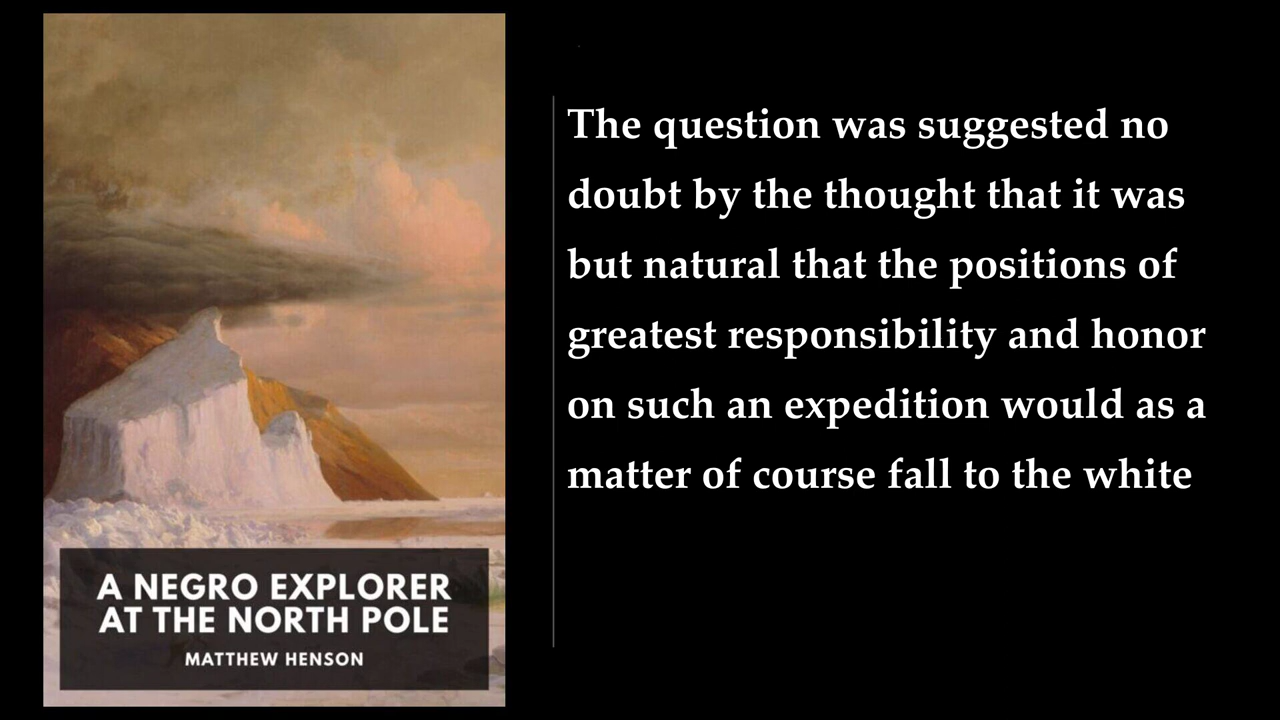 The question was suggested no
doubt by the thought that it was
but natural that the positions of
greatest responsibility and honor
on such an expedition would as a
matter of course fall to the white
A NEGRO EXPLORER
AT THE NORTH POLE
MATTHEW HENSON